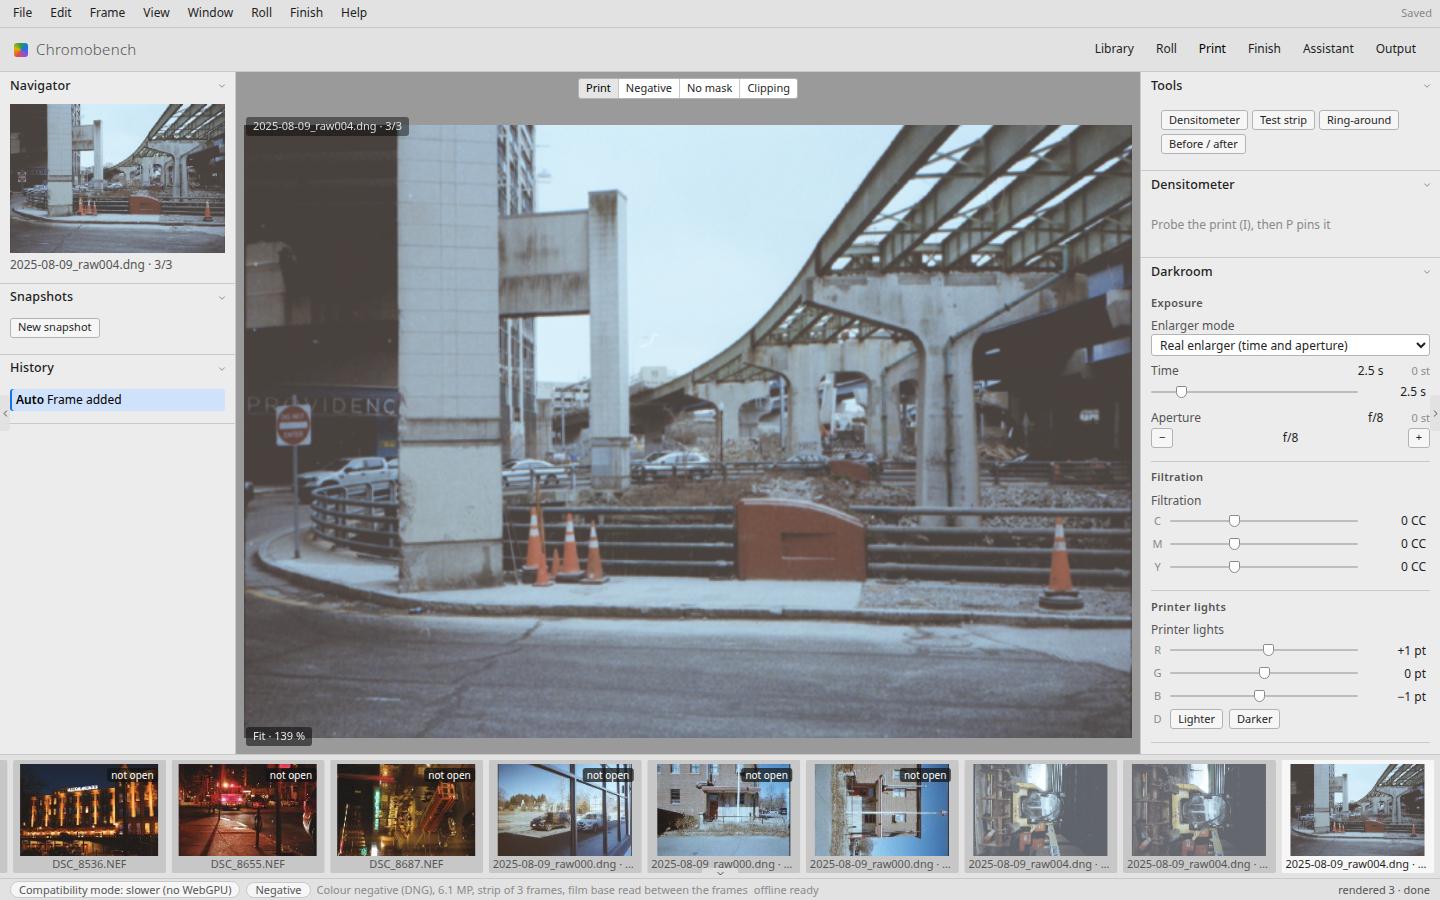 File Edit Frame View Window Roll Finish Help Saved
Chromobench Library Roll Print Finish Assistant Output
Navigator
2025-08-09_raw004.dng · 3/3
Snapshots
New snapshot
History
Auto Frame added
Print Negative No mask Clipping
2025-08-09_raw004.dng · 3/3
PROVIDENC
DO NOT
ENTER
Fit · 139 %
Tools
Densitometer Test strip Ring-around
Before / after
Densitometer
Probe the print (I), then P pins it
Darkroom
Exposure
Enlarger mode
Real enlarger (time and aperture)
Time 2.5 s 0 st
2.5 s
Aperture f/8 0 st
− f/8 +
Filtration
Filtration
C 0 CC
M 0 CC
Y 0 CC
Printer lights
Printer lights
R +1 pt
G 0 pt
B −1 pt
D Lighter Darker
not open not open not open not open not open not open
DSC_8536.NEF DSC_8655.NEF DSC_8687.NEF 2025-08-09_raw000.dng · ... 2025-08-09_raw000.dng · ... 2025-08-09_raw000.dng · ... 2025-08-09_raw004.dng · ... 2025-08-09_raw004.dng · ... 2025-08-09_raw004.dng · ...
Compatibility mode: slower (no WebGPU) Negative Colour negative (DNG), 6.1 MP, strip of 3 frames, film base read between the frames offline ready rendered 3 · done